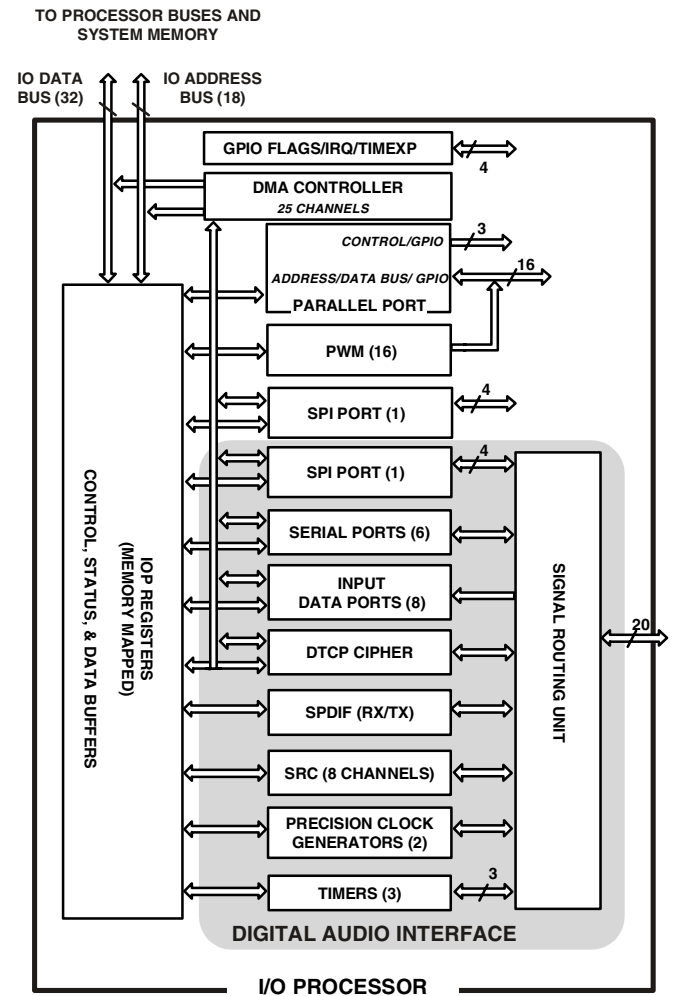 TO PROCESSOR BUSES AND
SYSTEM MEMORY
IO DATA
BUS (32)
IO ADDRESS
BUS (18)
GPIO FLAGS/IRQ/TIMEXP
4
DMA CONTROLLER
25 CHANNELS
CONTROL/GPIO
3
ADDRESS/DATA BUS/ GPIO
16
PARALLEL PORT
PWM (16)
SPI PORT (1)
4
SPI PORT (1)
4
SERIAL PORTS (6)
INPUT
DATA PORTS (8)
DTCP CIPHER
SPDIF (RX/TX)
SRC (8 CHANNELS)
PRECISION CLOCK
GENERATORS (2)
TIMERS (3)
3
IOP REGISTERS
(MEMORY MAPPED)
CONTROL, STATUS, & DATA BUFFERS
SIGNAL ROUTING UNIT
20
DIGITAL AUDIO INTERFACE
I/O PROCESSOR